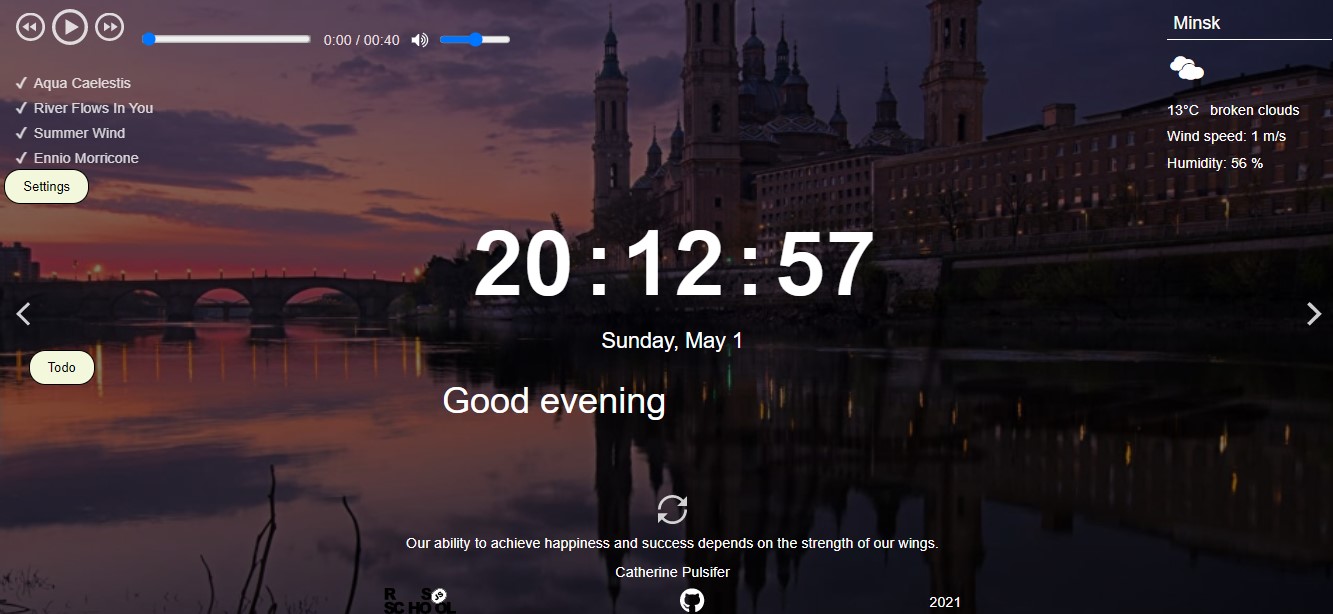 0:00 / 00:40
Minsk
✓ Aqua Caelestis
✓ River Flows In You
✓ Summer Wind
✓ Ennio Morricone
Settings
13°C broken clouds
Wind speed: 1 m/s
Humidity: 56 %
20:12:57
Sunday, May 1
Todo
Good evening
Our ability to achieve happiness and success depends on the strength of our wings.
Catherine Pulsifer
R S JS
SCHOOL
2021